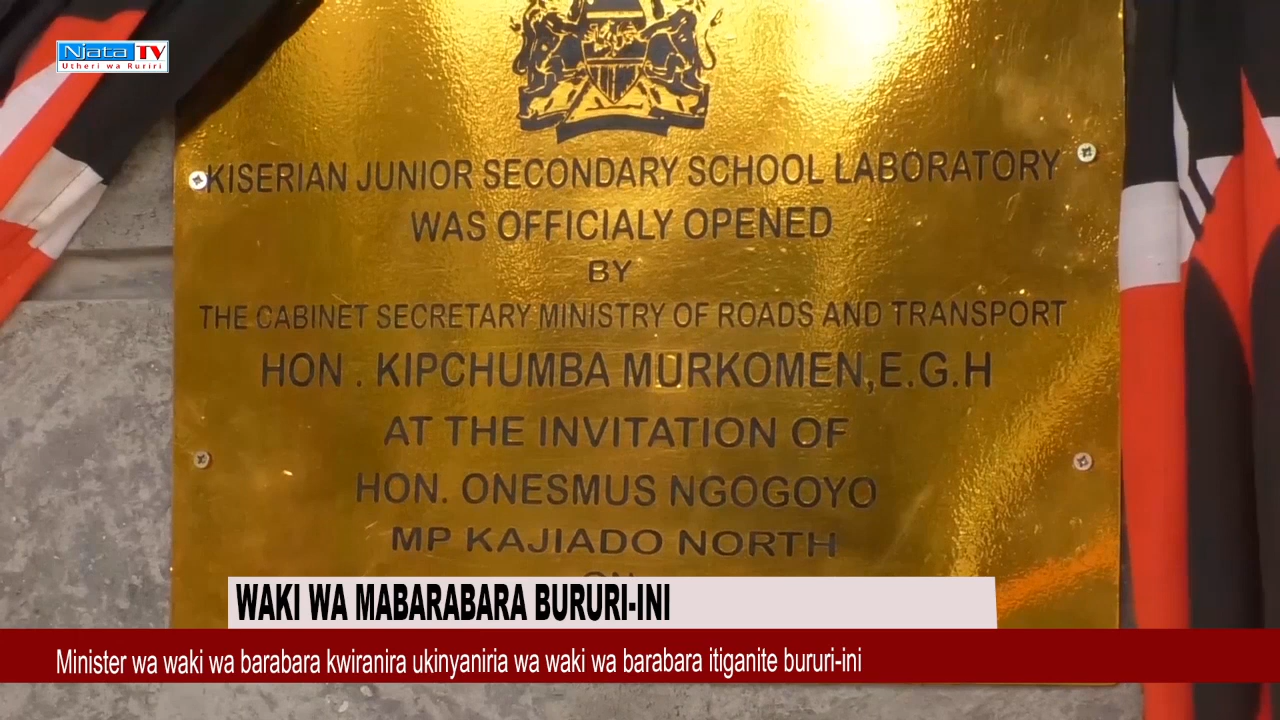 Njata TV
Utheri wa Ruriri
KISERIAN JUNIOR SECONDARY SCHOOL LABORATORY
WAS OFFICIALY OPENED
BY
THE CABINET SECRETARY MINISTRY OF ROADS AND TRANSPORT
HON . KIPCHUMBA MURKOMEN,E.G.H
AT THE INVITATION OF
HON. ONESMUS NGOGOYO
MP KAJIADO NORTH
ON
WAKI WA MABARABARA BURURI-INI
Minister wa waki wa barabara kwiranira ukinyaniria wa waki wa barabara itiganite bururi-ini